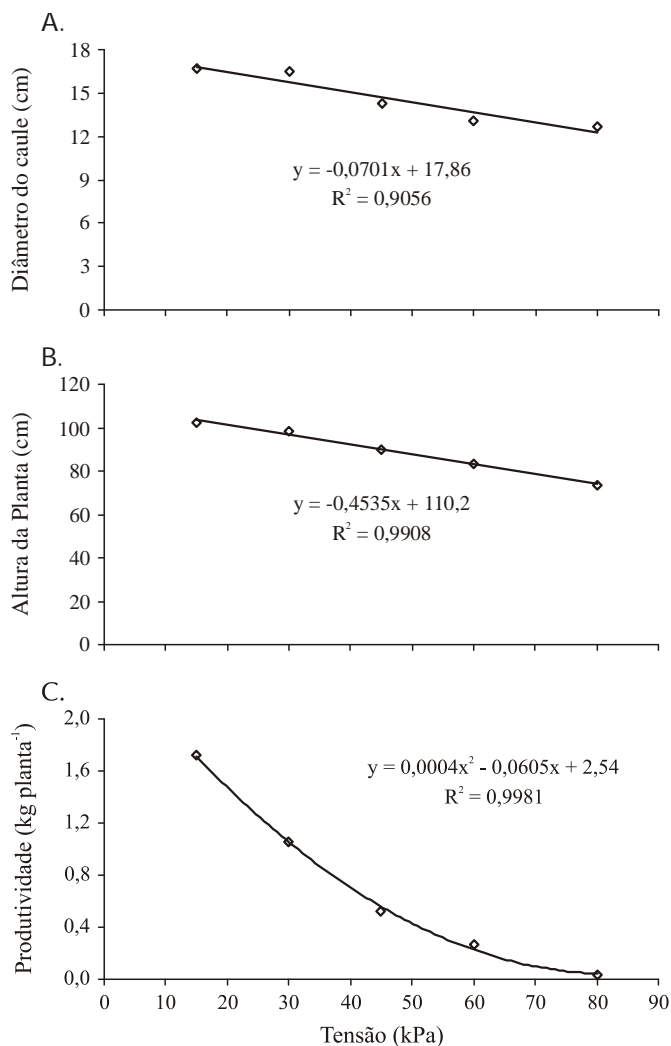 A.
Diâmetro do caule (cm)
18
15
12
9
6
3
0
y = -0,0701x + 17,86
R² = 0,9056
B.
Altura da Planta (cm)
120
100
80
60
40
20
0
y = -0,4535x + 110,2
R² = 0,9908
C.
Produtividade (kg planta⁻¹)
2,0
1,6
1,2
0,8
0,4
0,0
y = 0,0004x² - 0,0605x + 2,54
R² = 0,9981
0 10 20 30 40 50 60 70 80 90
Tensão (kPa)